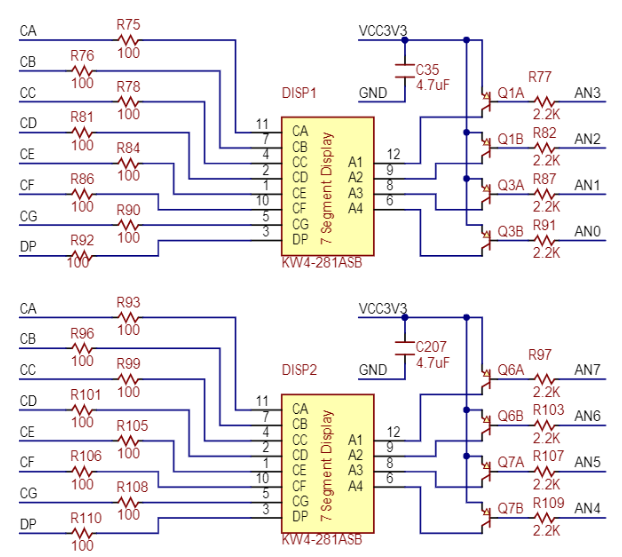 CA R75 100
CB R76 100
CC R78 100
CD R81 100
CE R84 100
CF R86 100
CG R90 100
DP R92 100
DISP1
11 CA
7 CB
4 CC
2 CD
1 CE
10 CF
5 CG
3 DP
7 Segment Display
A1 12
A2 9
A3 8
A4 6
KW4-281ASB
VCC3V3
C35
4.7uF
GND
Q1A R77 2.2K AN3
Q1B R82 2.2K AN2
Q3A R87 2.2K AN1
Q3B R91 2.2K AN0
CA R93 100
CB R96 100
CC R99 100
CD R101 100
CE R105 100
CF R106 100
CG R108 100
DP R110 100
DISP2
11 CA
7 CB
4 CC
2 CD
1 CE
10 CF
5 CG
3 DP
7 Segment Display
A1 12
A2 9
A3 8
A4 6
KW4-281ASB
VCC3V3
C207
4.7uF
GND
Q6A R97 2.2K AN7
Q6B R103 2.2K AN6
Q7A R107 2.2K AN5
Q7B R109 2.2K AN4